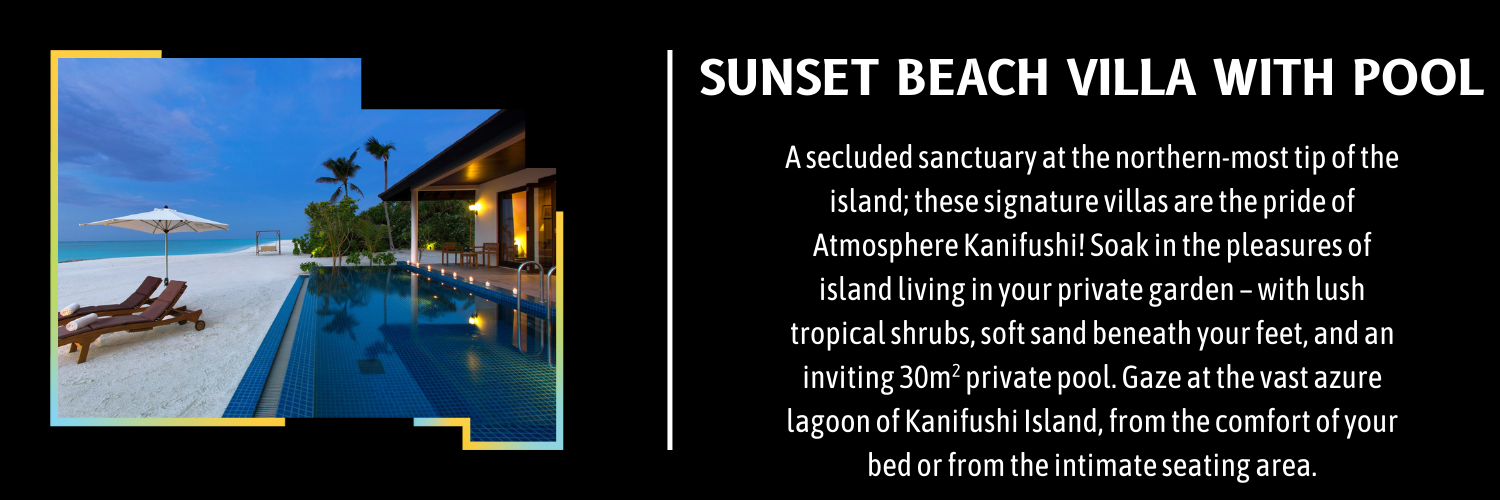 SUNSET BEACH VILLA WITH POOL
A secluded sanctuary at the northern-most tip of the
island; these signature villas are the pride of
Atmosphere Kanifushi! Soak in the pleasures of
island living in your private garden – with lush
tropical shrubs, soft sand beneath your feet, and an
inviting 30m² private pool. Gaze at the vast azure
lagoon of Kanifushi Island, from the comfort of your
bed or from the intimate seating area.